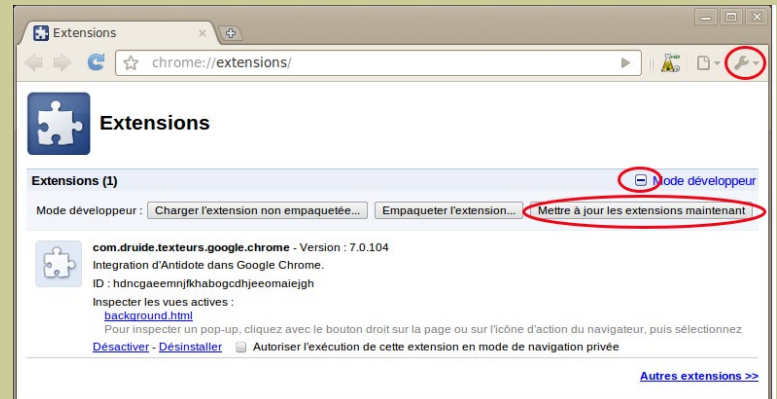 Extensions
chrome://extensions/
Extensions
Extensions (1)
Mode développeur
Mode développeur :
Charger l'extension non empaquetée...
Empaqueter l'extension...
Mettre à jour les extensions maintenant
com.druide.texteurs.google.chrome - Version : 7.0.104
Integration d'Antidote dans Google Chrome.
ID : hdncgaeemnjfkhabogcdhjeeomaiejgh
Inspecter les vues actives :
background.html
Pour inspecter un pop-up, cliquez avec le bouton droit sur la page ou sur l'icône d'action du navigateur, puis sélectionnez
Désactiver - Désinstaller
Autoriser l'exécution de cette extension en mode de navigation privée
Autres extensions >>